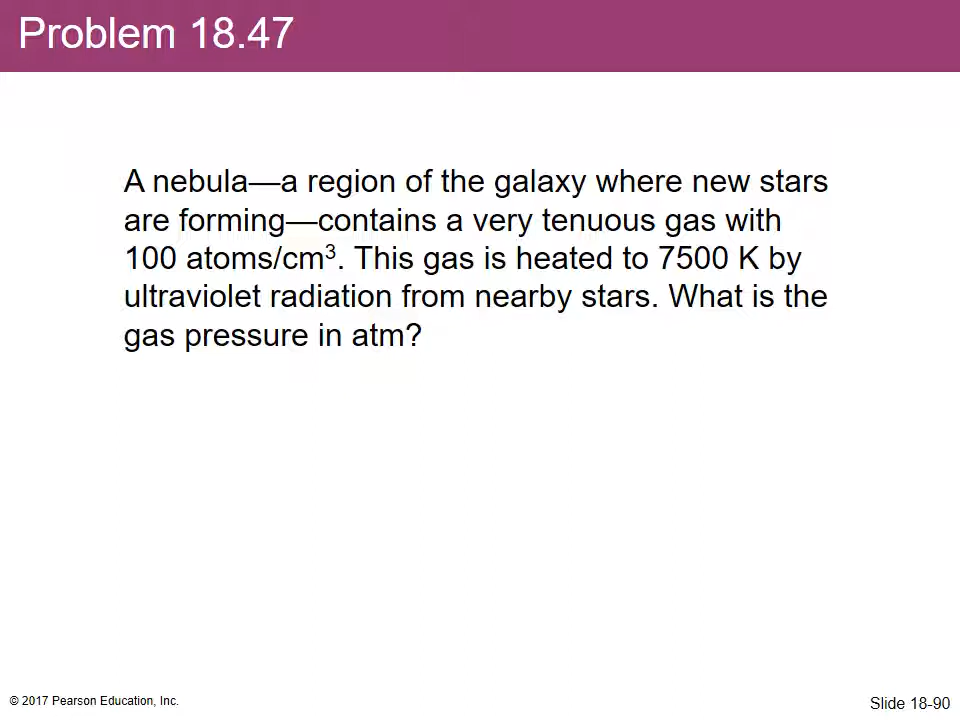 Problem 18.47
A nebula—a region of the galaxy where new stars
are forming—contains a very tenuous gas with
100 atoms/cm³. This gas is heated to 7500 K by
ultraviolet radiation from nearby stars. What is the
gas pressure in atm?
© 2017 Pearson Education, Inc.
Slide 18-90